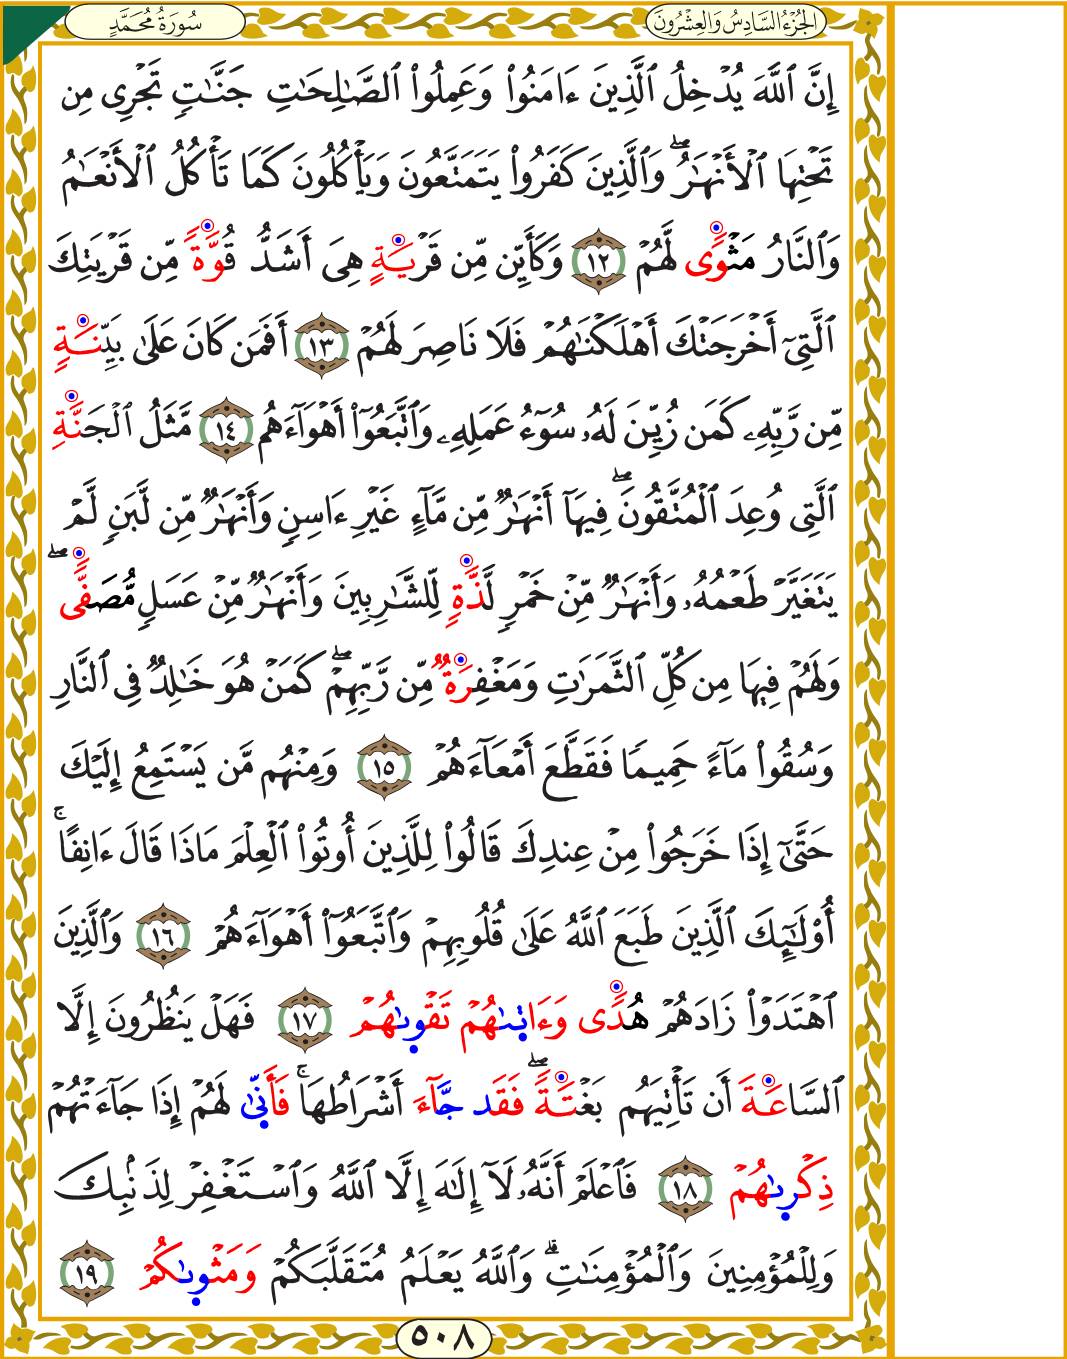 الجُزْءُ السَّادِسُ وَالعِشْرُونَ
سُورَةُ مُحَمَّدٍ
إِنَّ ٱللَّهَ يُدْخِلُ ٱلَّذِينَ ءَامَنُوا۟ وَعَمِلُوا۟ ٱلصَّـٰلِحَـٰتِ جَنَّـٰتٍ تَجْرِى مِن
تَحْتِهَا ٱلْأَنْهَـٰرُ ۖ وَٱلَّذِينَ كَفَرُوا۟ يَتَمَتَّعُونَ وَيَأْكُلُونَ كَمَا تَأْكُلُ ٱلْأَنْعَـٰمُ
وَٱلنَّارُ مَثْوًى لَّهُمْ ١٢ وَكَأَيِّن مِّن قَرْيَةٍ هِىَ أَشَدُّ قُوَّةً مِّن قَرْيَتِكَ
ٱلَّتِىٓ أَخْرَجَتْكَ أَهْلَكْنَـٰهُمْ فَلَا نَاصِرَ لَهُمْ ١٣ أَفَمَن كَانَ عَلَىٰ بَيِّنَةٍ
مِّن رَّبِّهِۦ كَمَن زُيِّنَ لَهُۥ سُوٓءُ عَمَلِهِۦ وَٱتَّبَعُوٓا۟ أَهْوَآءَهُم ١٤ مَّثَلُ ٱلْجَنَّةِ
ٱلَّتِى وُعِدَ ٱلْمُتَّقُونَ ۖ فِيهَآ أَنْهَـٰرٌ مِّن مَّآءٍ غَيْرِ ءَاسِنٍ وَأَنْهَـٰرٌ مِّن لَّبَنٍ لَّمْ
يَتَغَيَّرْ طَعْمُهُۥ وَأَنْهَـٰرٌ مِّنْ خَمْرٍ لَّذَّةٍ لِّلشَّـٰرِبِينَ وَأَنْهَـٰرٌ مِّنْ عَسَلٍ مُّصَفًّى ۖ
وَلَهُمْ فِيهَا مِن كُلِّ ٱلثَّمَرَٰتِ وَمَغْفِرَةٌ مِّن رَّبِّهِمْ ۖ كَمَنْ هُوَ خَـٰلِدٌ فِى ٱلنَّارِ
وَسُقُوا۟ مَآءً حَمِيمًا فَقَطَّعَ أَمْعَآءَهُمْ ١٥ وَمِنْهُم مَّن يَسْتَمِعُ إِلَيْكَ
حَتَّىٰٓ إِذَا خَرَجُوا۟ مِنْ عِندِكَ قَالُوا۟ لِلَّذِينَ أُوتُوا۟ ٱلْعِلْمَ مَاذَا قَالَ ءَانِفًا ۚ
أُو۟لَـٰٓئِكَ ٱلَّذِينَ طَبَعَ ٱللَّهُ عَلَىٰ قُلُوبِهِمْ وَٱتَّبَعُوٓا۟ أَهْوَآءَهُمْ ١٦ وَٱلَّذِينَ
ٱهْتَدَوْا۟ زَادَهُمْ هُدًى وَءَاتَىٰهُمْ تَقْوَىٰهُمْ ١٧ فَهَلْ يَنظُرُونَ إِلَّا
ٱلسَّاعَةَ أَن تَأْتِيَهُم بَغْتَةً ۖ فَقَد جَّآءَ أَشْرَاطُهَا ۚ فَأَنَّىٰ لَهُمْ إِذَا جَآءَتْهُمْ
ذِكْرَىٰهُمْ ١٨ فَٱعْلَمْ أَنَّهُۥ لَآ إِلَـٰهَ إِلَّا ٱللَّهُ وَٱسْتَغْفِرْ لِذَنۢبِكَ
وَلِلْمُؤْمِنِينَ وَٱلْمُؤْمِنَـٰتِ ۗ وَٱللَّهُ يَعْلَمُ مُتَقَلَّبَكُمْ وَمَثْوَىٰكُمْ ١٩
٥٠٨